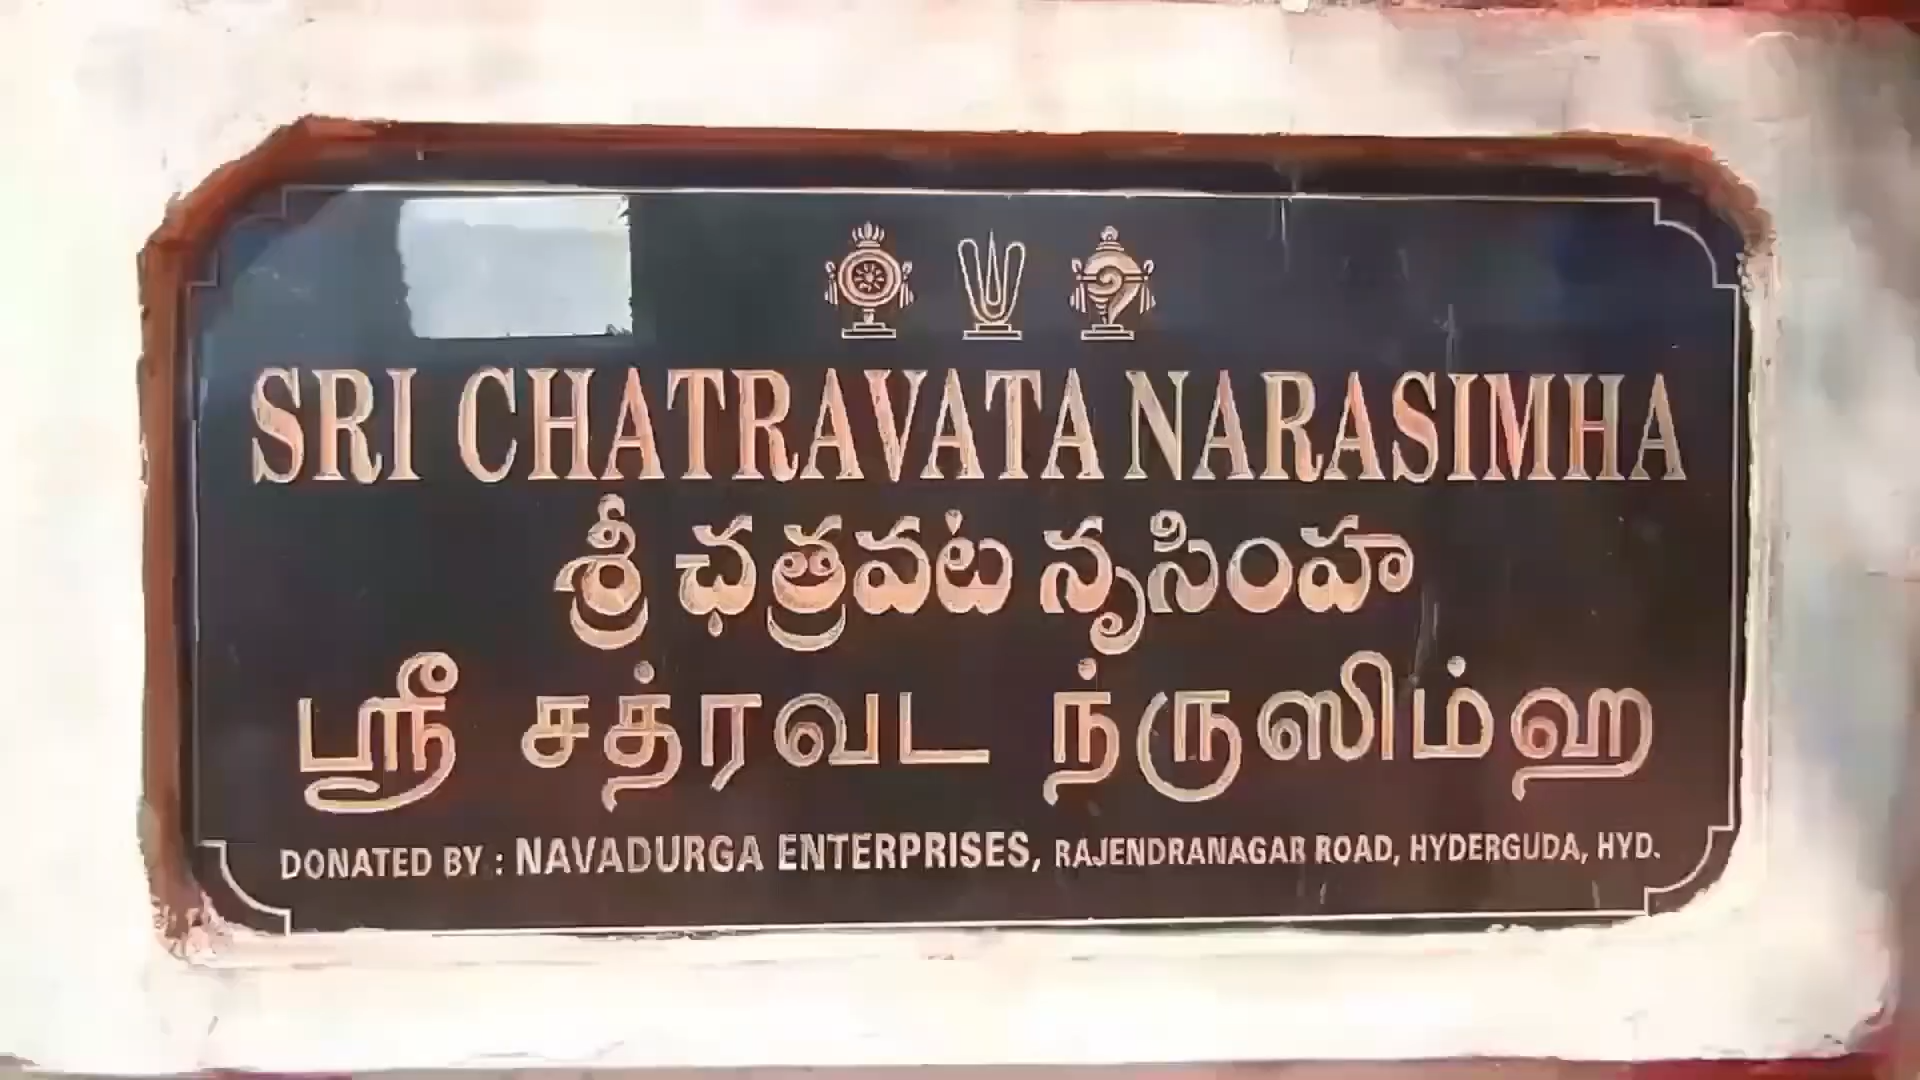 SRI CHATRAVATA NARASIMHA
శ్రీ ఛత్రవట నృసింహ
ஸ்ரீ சத்ரவட ந்ருஸிம்ஹ
DONATED BY : NAVADURGA ENTERPRISES, RAJENDRANAGAR ROAD, HYDERGUDA, HYD.